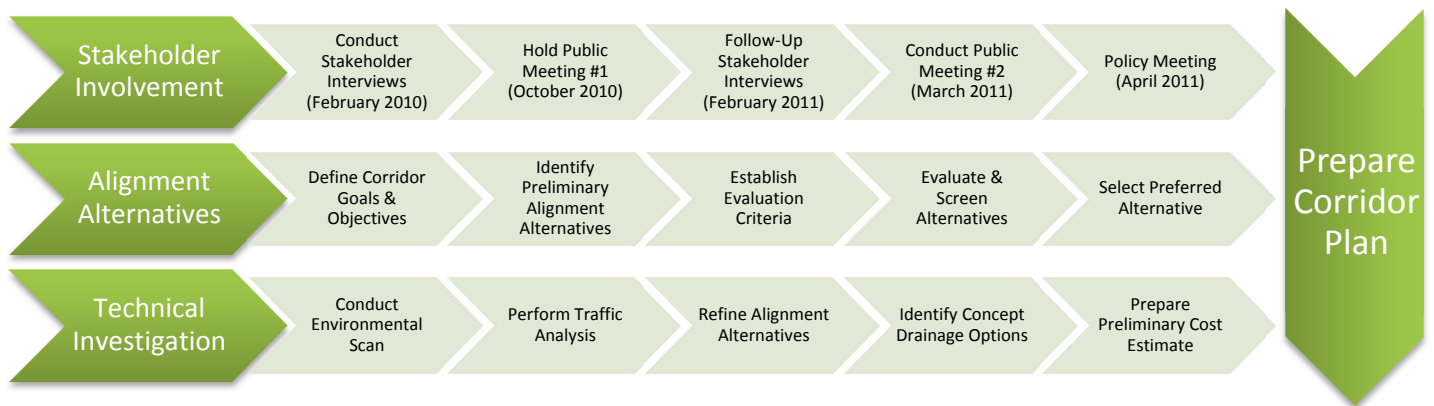 Stakeholder
Involvement
Conduct
Stakeholder
Interviews
(February 2010)
Hold Public
Meeting #1
(October 2010)
Follow-Up
Stakeholder
Interviews
(February 2011)
Conduct Public
Meeting #2
(March 2011)
Policy Meeting
(April 2011)
Alignment
Alternatives
Define Corridor
Goals &
Objectives
Identify
Preliminary
Alignment
Alternatives
Establish
Evaluation
Criteria
Evaluate &
Screen
Alternatives
Select Preferred
Alternative
Technical
Investigation
Conduct
Environmental
Scan
Perform Traffic
Analysis
Refine Alignment
Alternatives
Identify Concept
Drainage Options
Prepare
Preliminary Cost
Estimate
Prepare
Corridor
Plan